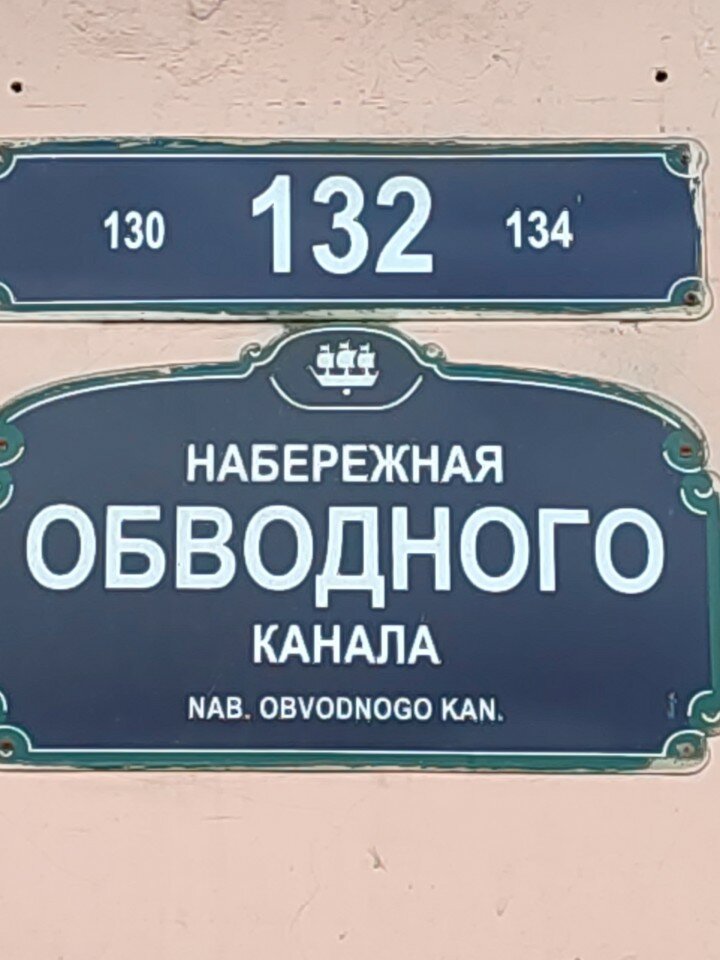 130 132 134
НАБЕРЕЖНАЯ
ОБВОДНОГО
КАНАЛА
NAB. OBVODNOGO KAN.